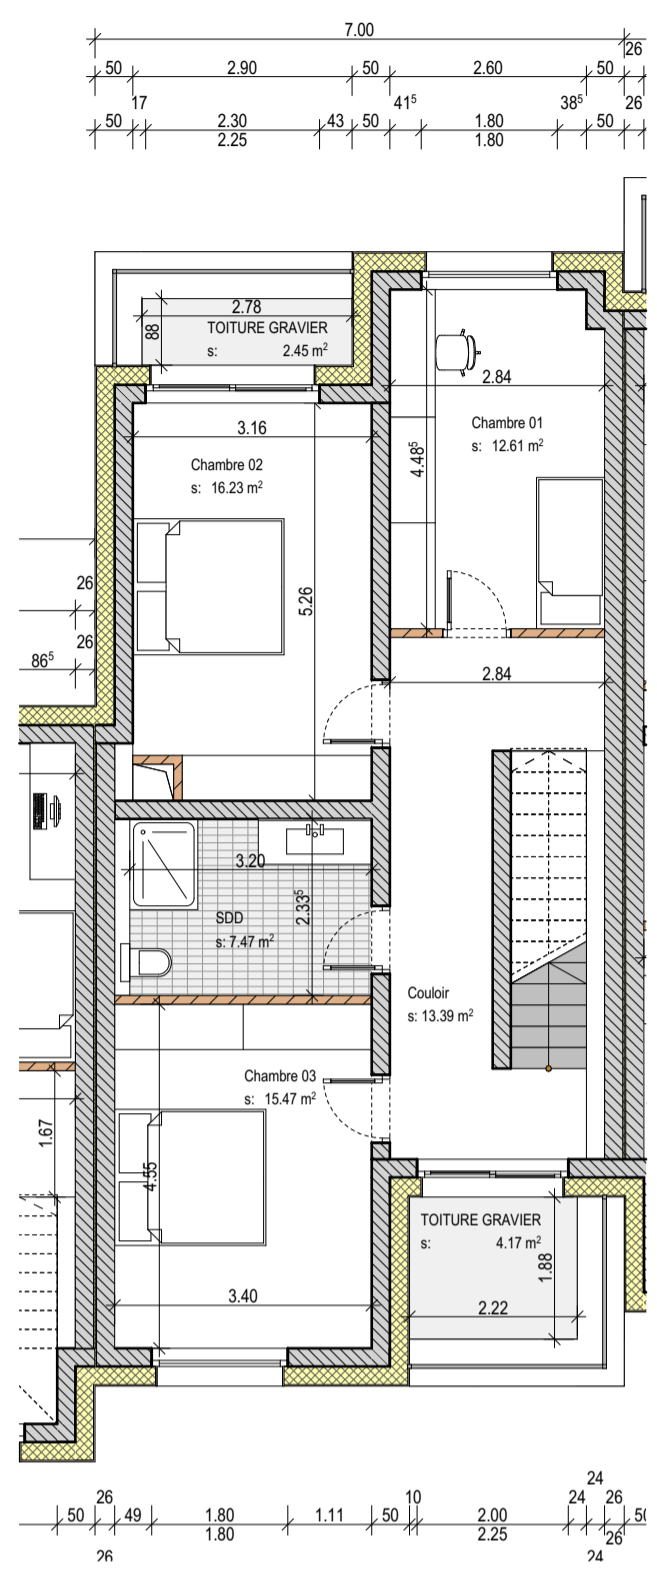 7.00
26
50 2.90 50 2.60 50
17 41⁵ 38⁵ 26
50 2.30 43 50 1.80 50
2.25 1.80
2.78
88
TOITURE GRAVIER
s: 2.45 m²
2.84
3.16
Chambre 01
s: 12.61 m²
4.48⁵
Chambre 02
s: 16.23 m²
26
5.26
26
86⁵
2.84
3.20
2.33⁵
SDD
s: 7.47 m²
Couloir
s: 13.39 m²
Chambre 03
s: 15.47 m²
1.67
4.55
TOITURE GRAVIER
s: 4.17 m²
1.88
3.40
2.22
24
26 10 24 26
50 49 1.80 1.11 50 2.00 50
1.80 2.25 26
26 24